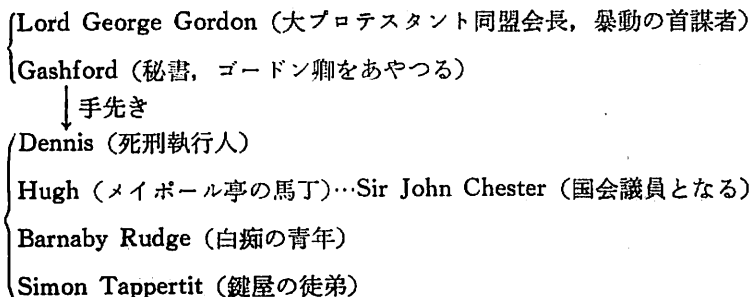 Lord George Gordon (大プロテスタント同盟会長, 暴動の首謀者)
Gashford (秘書, ゴードン卿をあやつる)
手先き
Dennis (死刑執行人)
Hugh (メイポール亭の馬丁)…Sir John Chester (国会議員となる)
Barnaby Rudge (白痴の青年)
Simon Tappertit (鍵屋の徒弟)